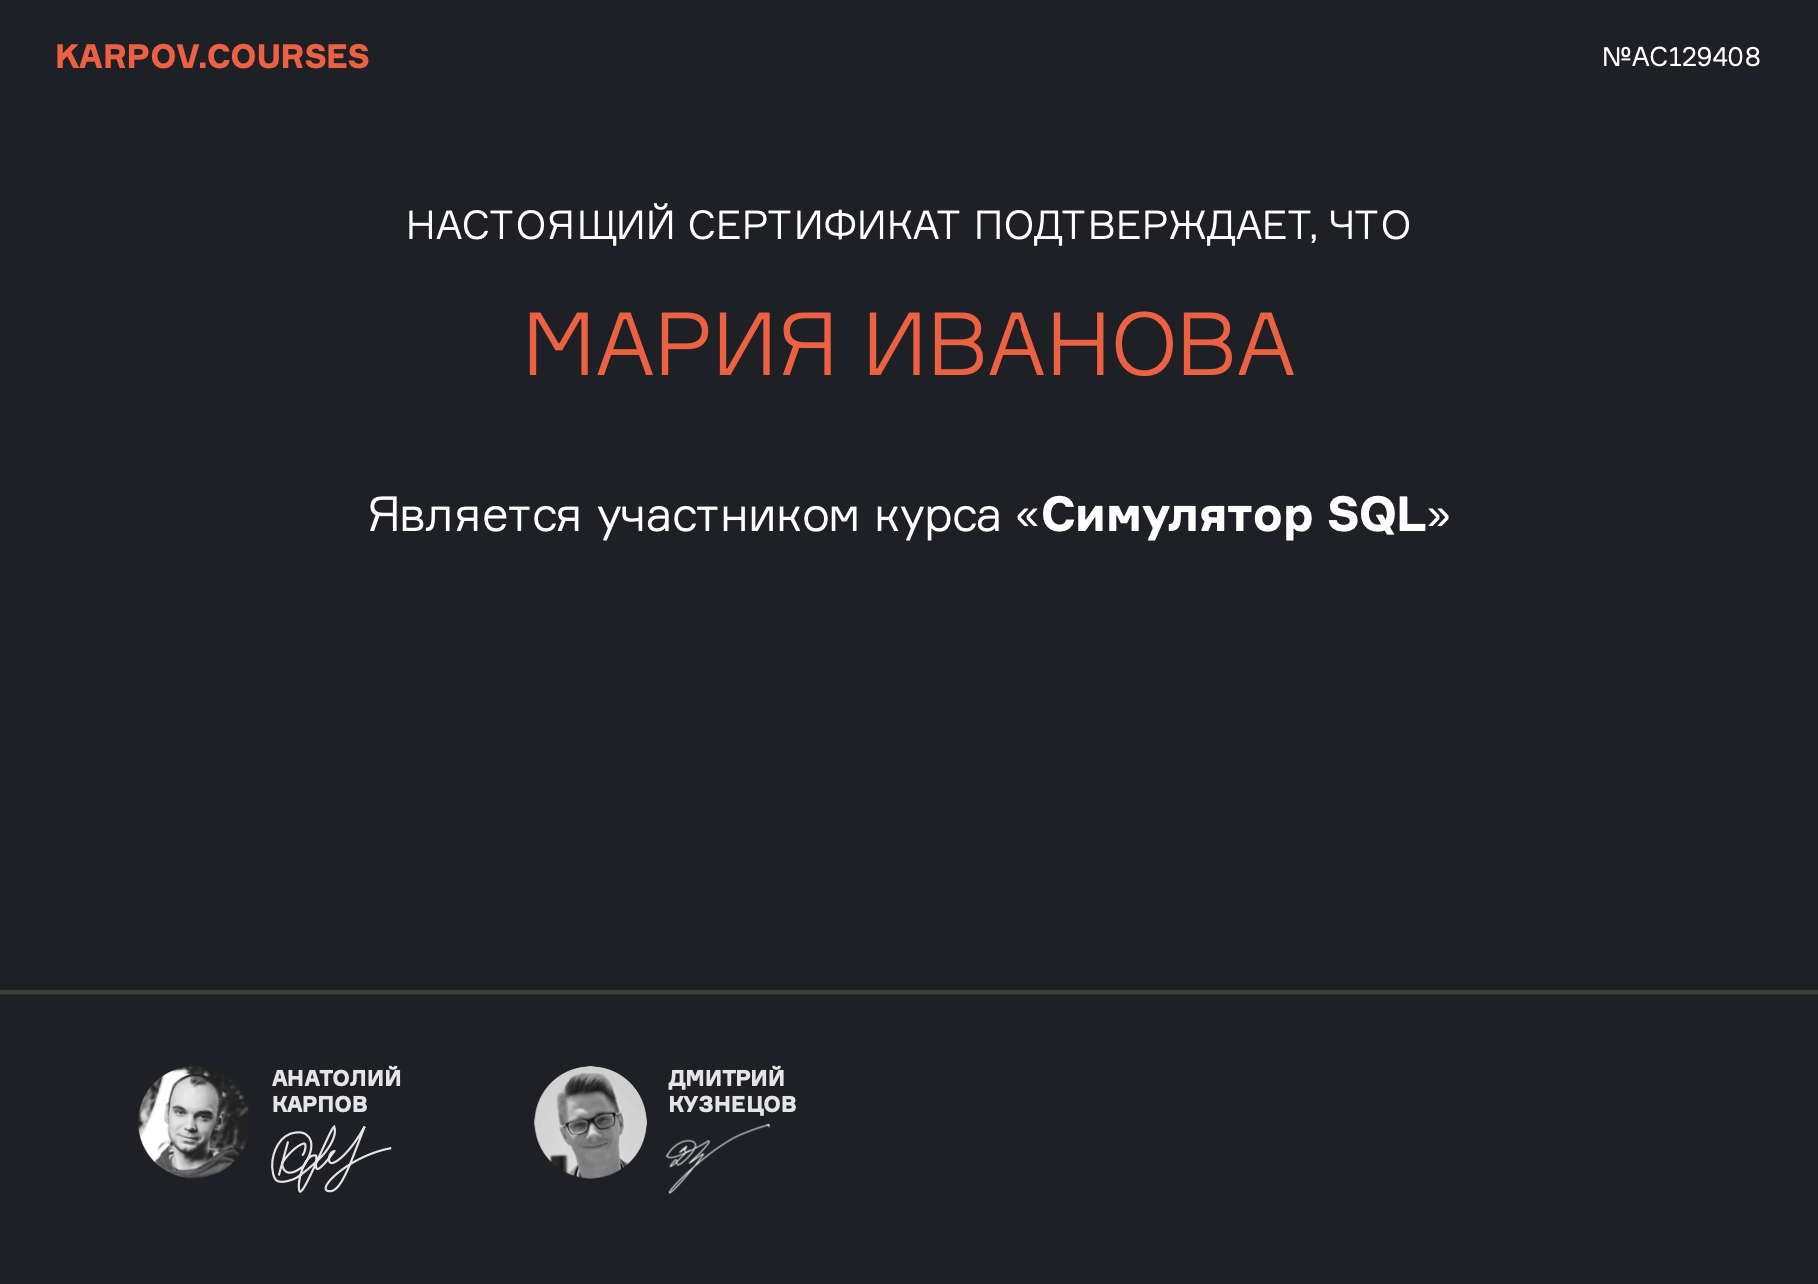 KARPOV.COURSES
№AC129408
НАСТОЯЩИЙ СЕРТИФИКАТ ПОДТВЕРЖДАЕТ, ЧТО
МАРИЯ ИВАНОВА
Является участником курса «Симулятор SQL»
АНАТОЛИЙ
КАРПОВ
ДМИТРИЙ
КУЗНЕЦОВ